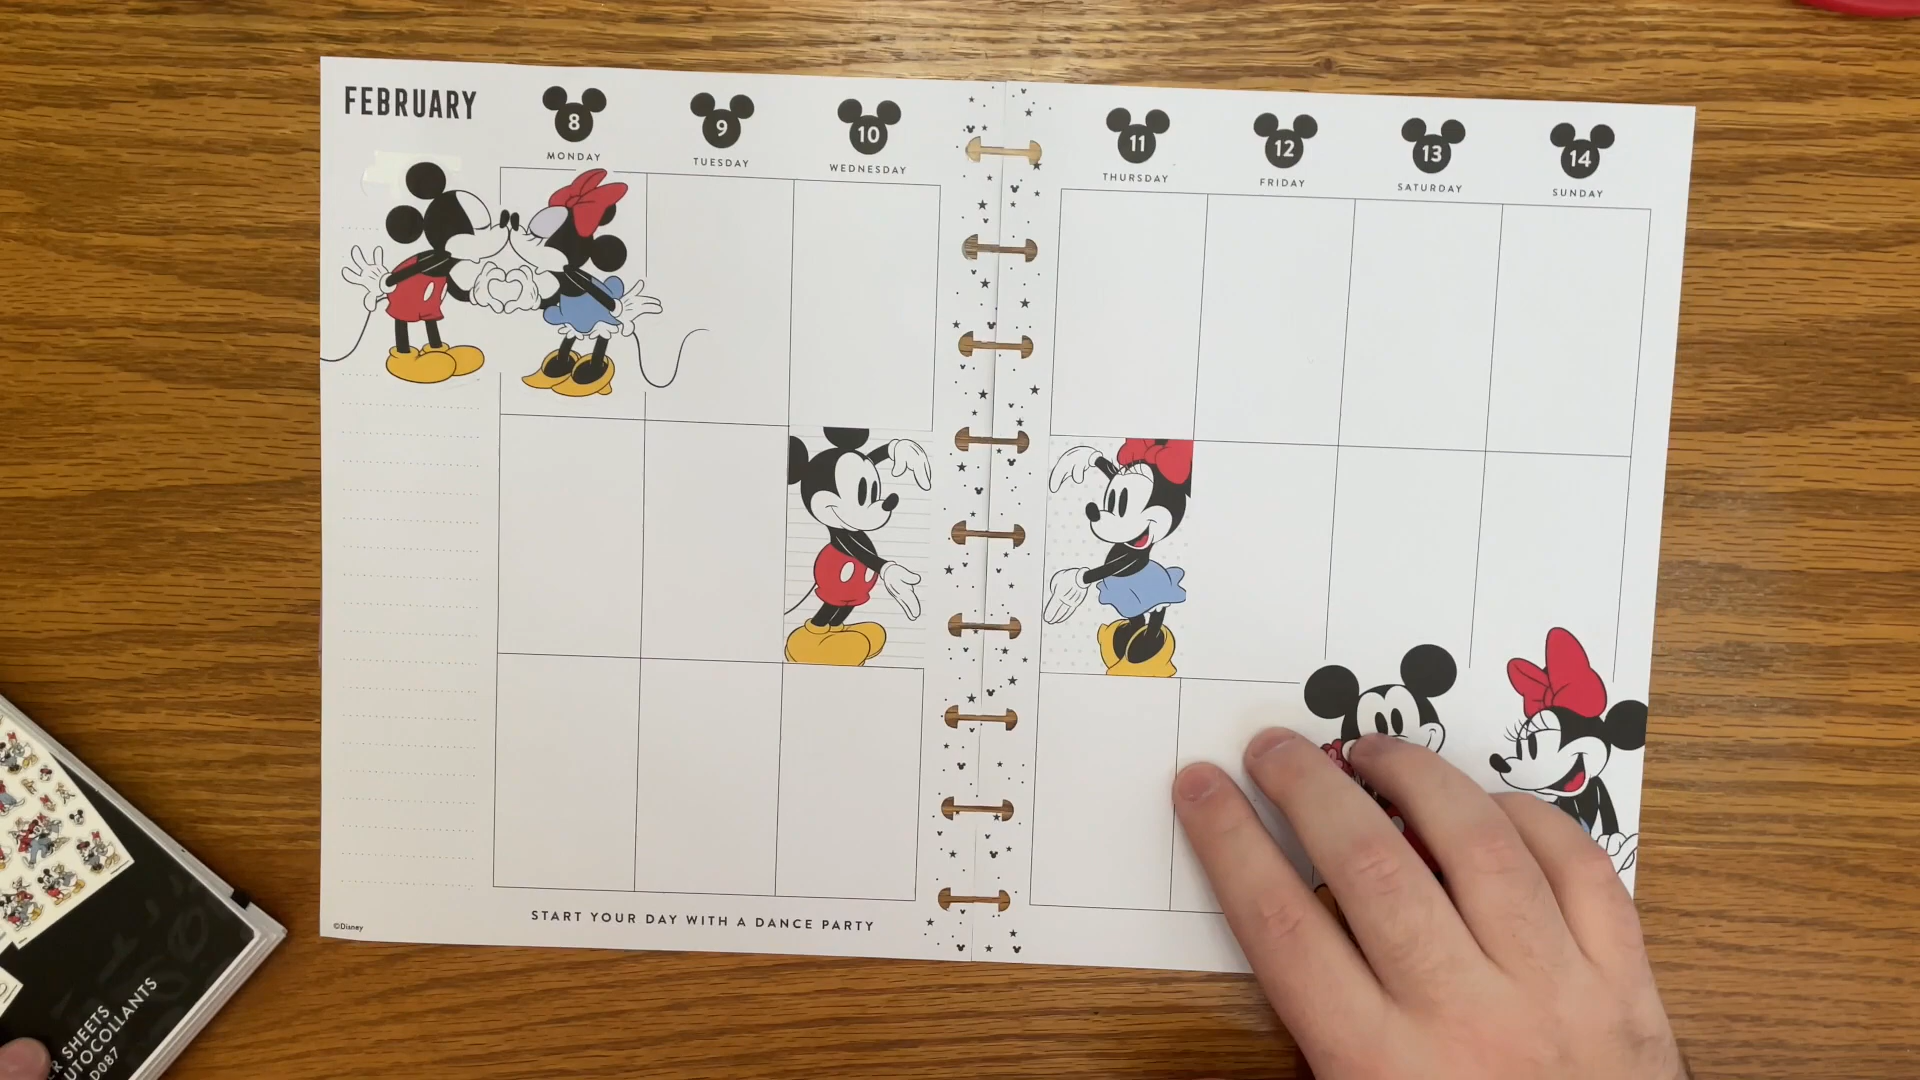 FEBRUARY
8
MONDAY
9
TUESDAY
10
WEDNESDAY
11
THURSDAY
12
FRIDAY
13
SATURDAY
14
SUNDAY
START YOUR DAY WITH A DANCE PARTY
©Disney
SHEETS
D087